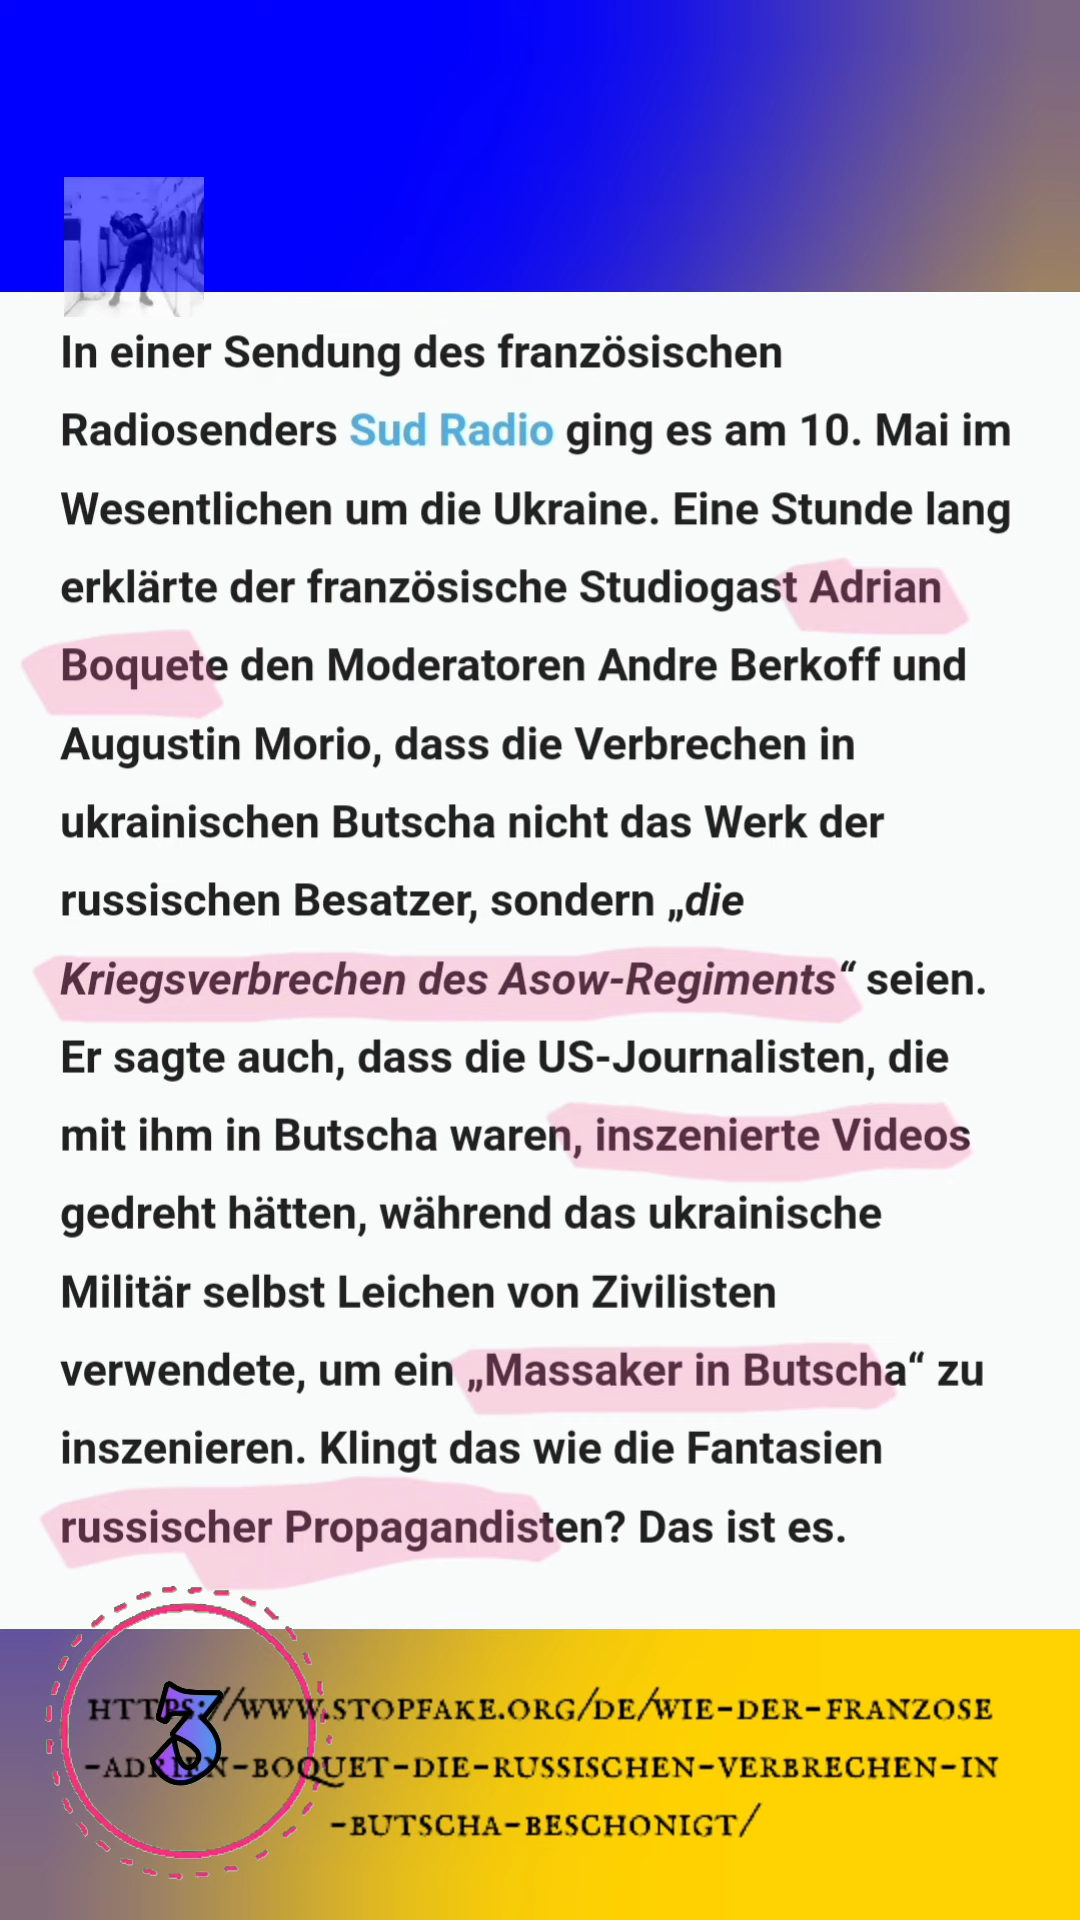 In einer Sendung des französischen
Radiosenders Sud Radio ging es am 10. Mai im
Wesentlichen um die Ukraine. Eine Stunde lang
erklärte der französische Studiogast Adrian
Boquete den Moderatoren Andre Berkoff und
Augustin Morio, dass die Verbrechen in
ukrainischen Butscha nicht das Werk der
russischen Besatzer, sondern „die
Kriegsverbrechen des Asow-Regiments“ seien.
Er sagte auch, dass die US-Journalisten, die
mit ihm in Butscha waren, inszenierte Videos
gedreht hätten, während das ukrainische
Militär selbst Leichen von Zivilisten
verwendete, um ein „Massaker in Butscha“ zu
inszenieren. Klingt das wie die Fantasien
russischer Propagandisten? Das ist es.
3
HTTPS://WWW.STOPFAKE.ORG/DE/WIE-DER-FRANZOSE
-ADRIEN-BOQUET-DIE-RUSSISCHEN-VERBRECHEN-IN
-BUTSCHA-BESCHONIGT/